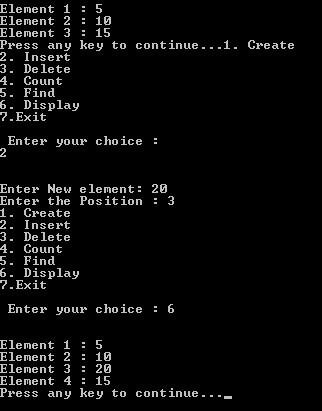 Element 1 : 5
Element 2 : 10
Element 3 : 15
Press any key to continue...1. Create
2. Insert
3. Delete
4. Count
5. Find
6. Display
7.Exit
Enter your choice :
2
Enter New element: 20
Enter the Position : 3
1. Create
2. Insert
3. Delete
4. Count
5. Find
6. Display
7.Exit
Enter your choice : 6
Element 1 : 5
Element 2 : 10
Element 3 : 20
Element 4 : 15
Press any key to continue..._